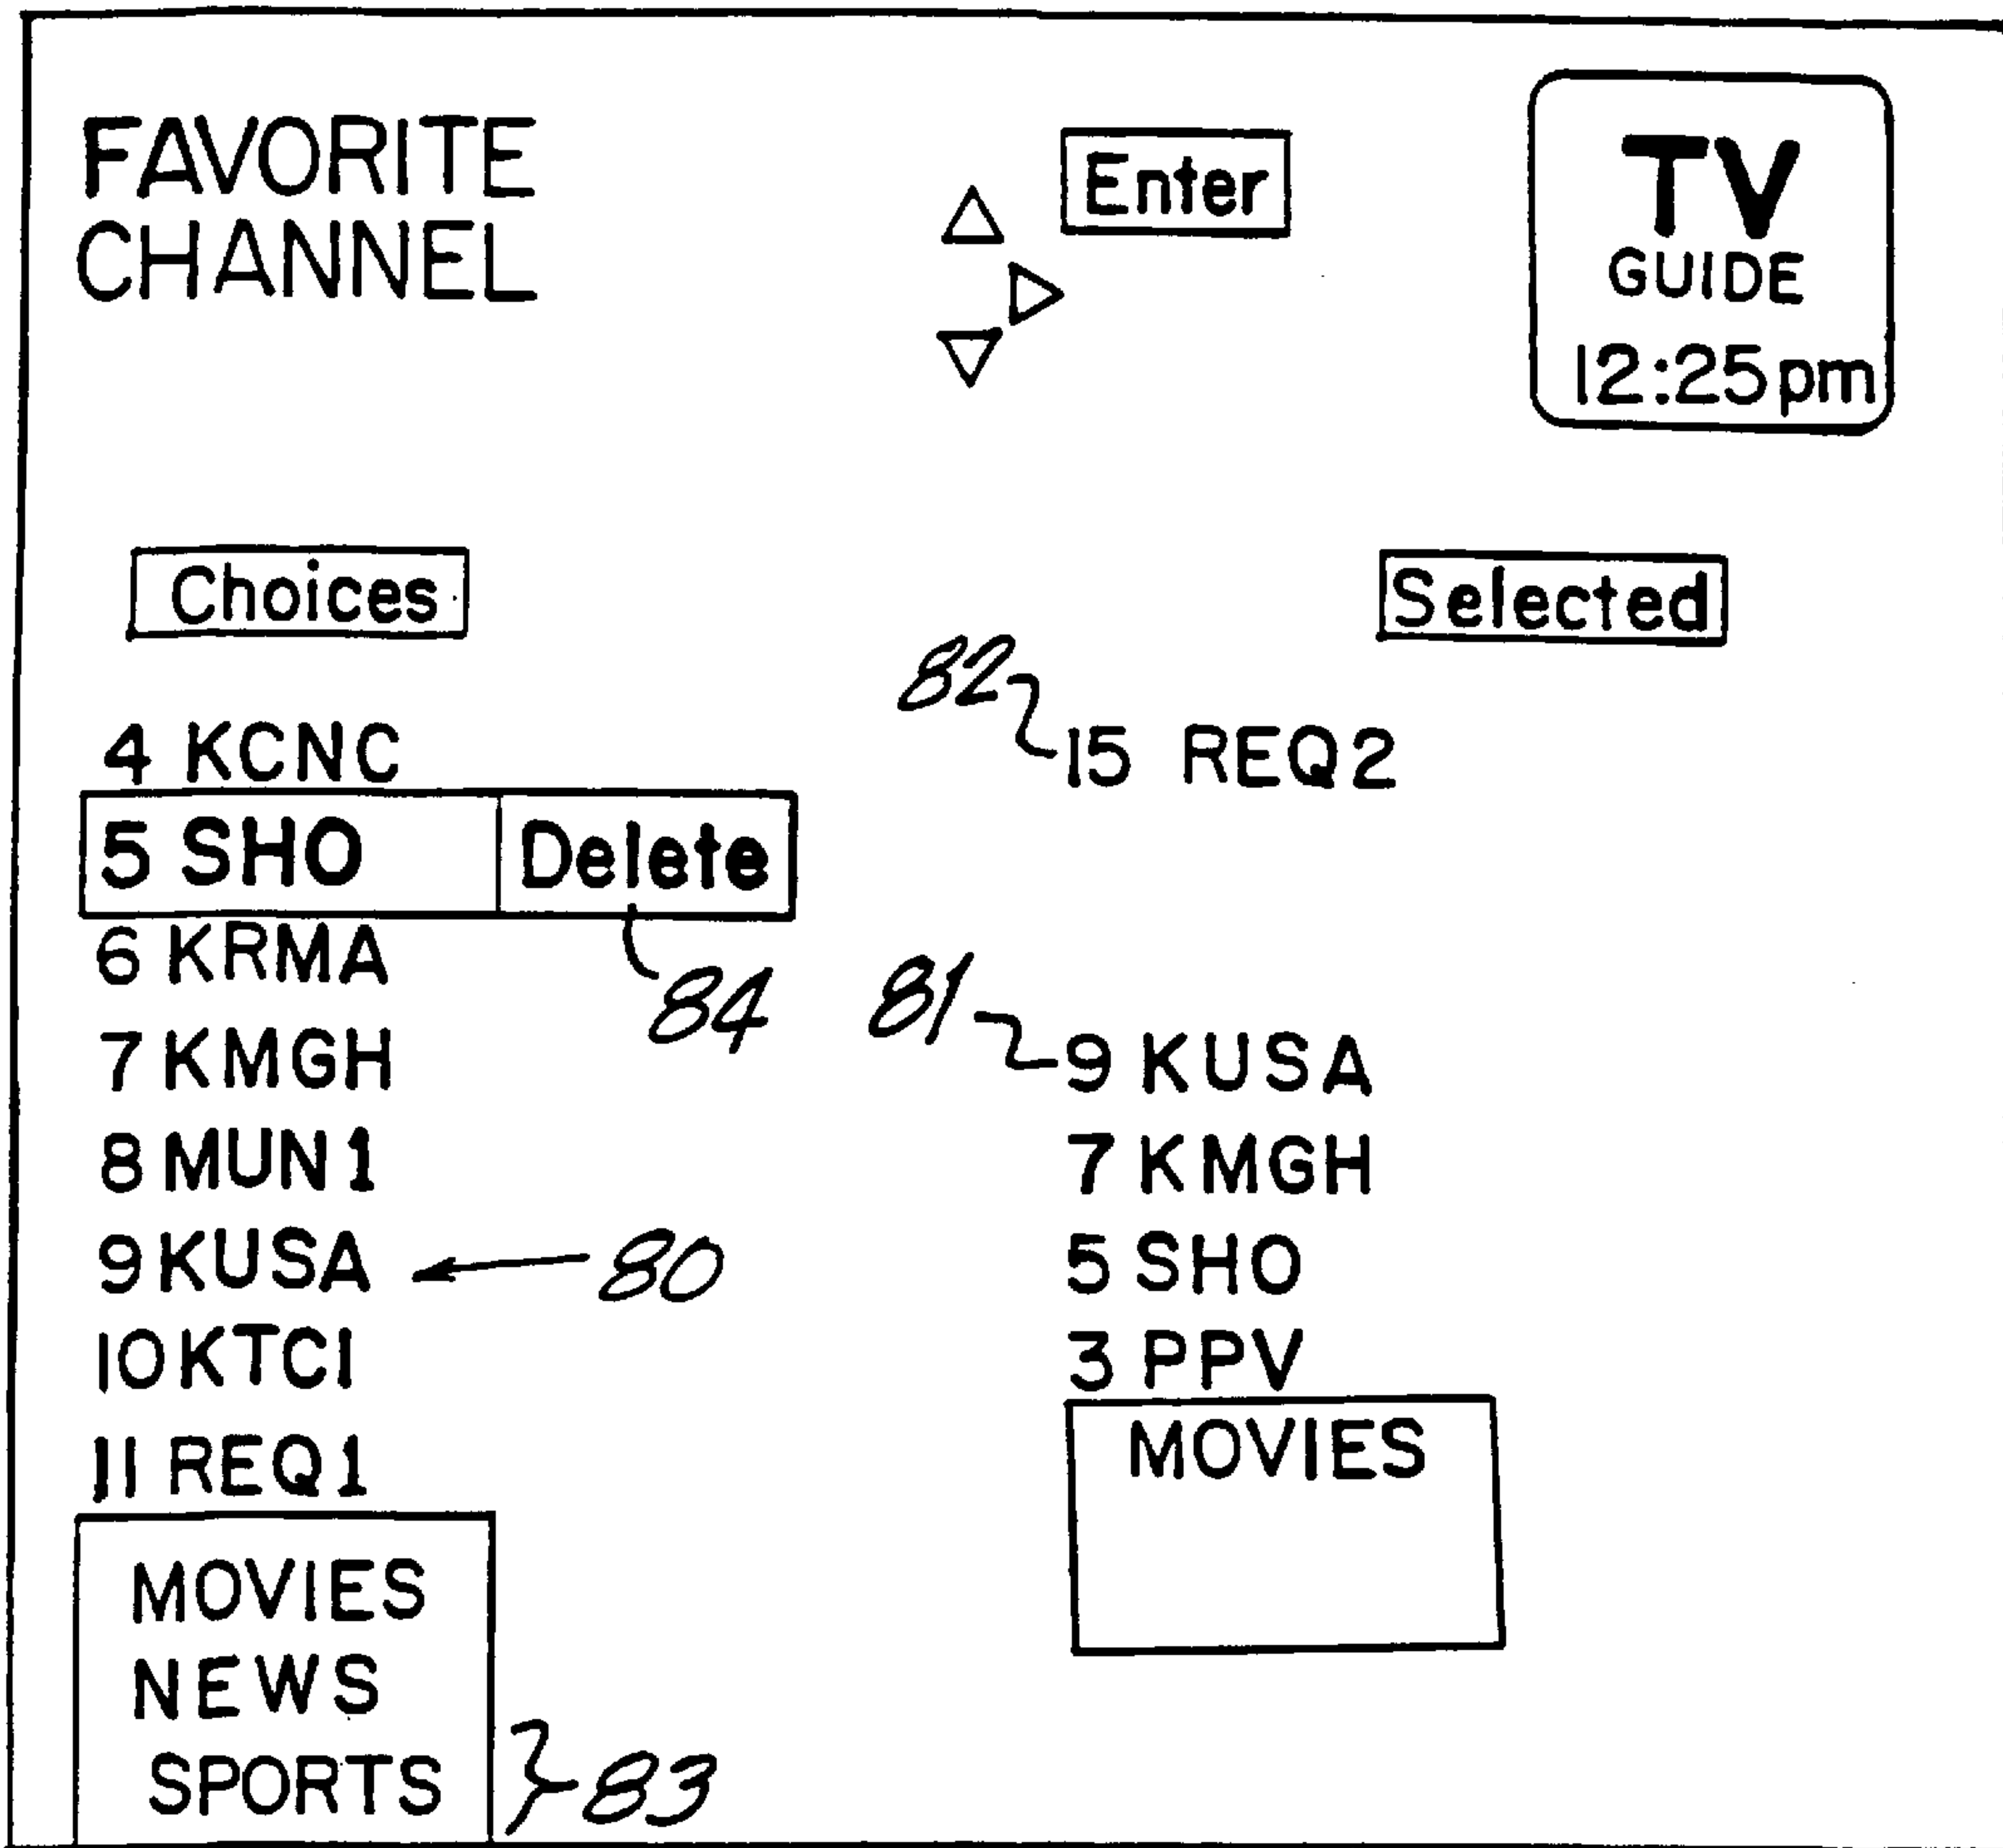 FAVORITE
CHANNEL
Enter
TV
GUIDE
12:25pm
Choices
Selected
4 KCNC
5 SHO Delete
6 KRMA
7 KMGH
8 MUN1
9 KUSA
10 KTCI
11 REQ1
MOVIES
NEWS
SPORTS
84
80
83
82
15 REQ2
81
9 KUSA
7 KMGH
5 SHO
3 PPV
MOVIES